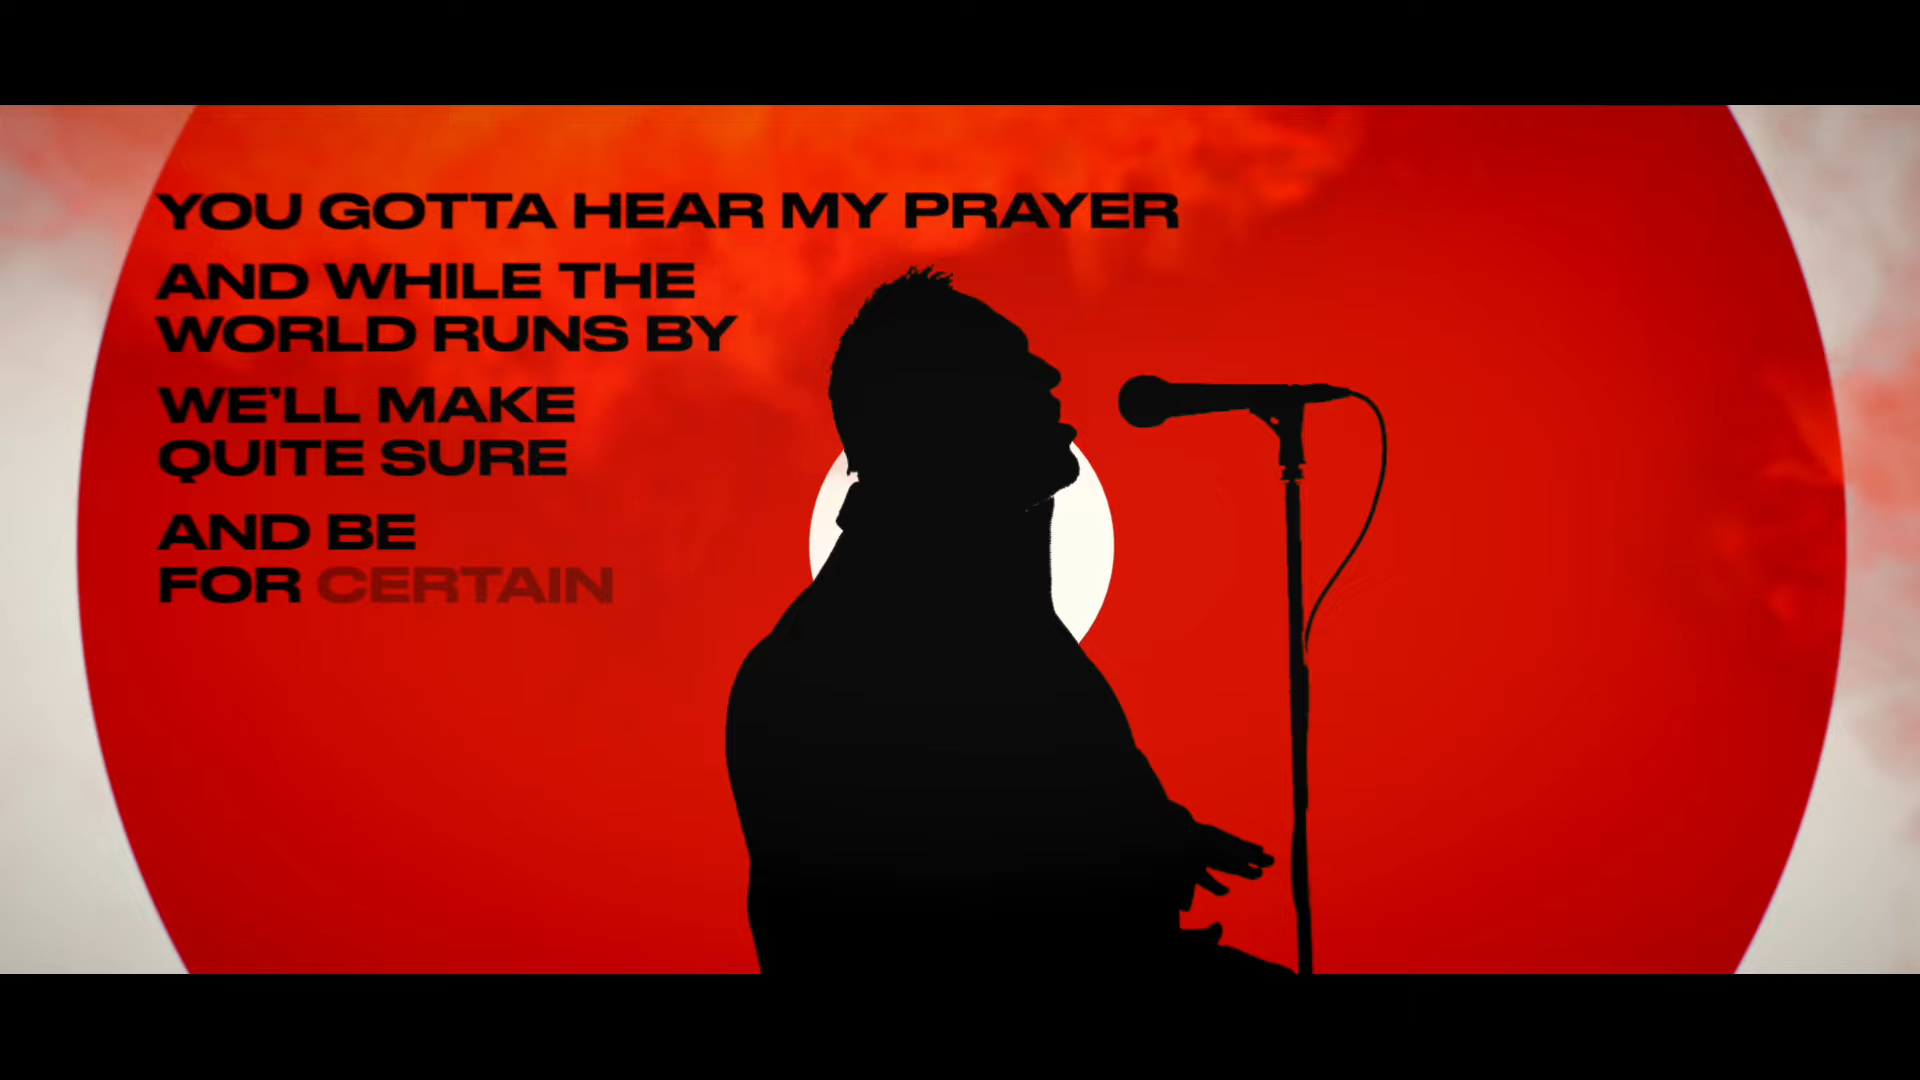 YOU GOTTA HEAR MY PRAYER
AND WHILE THE
WORLD RUNS BY
WE'LL MAKE
QUITE SURE
AND BE
FOR CERTAIN